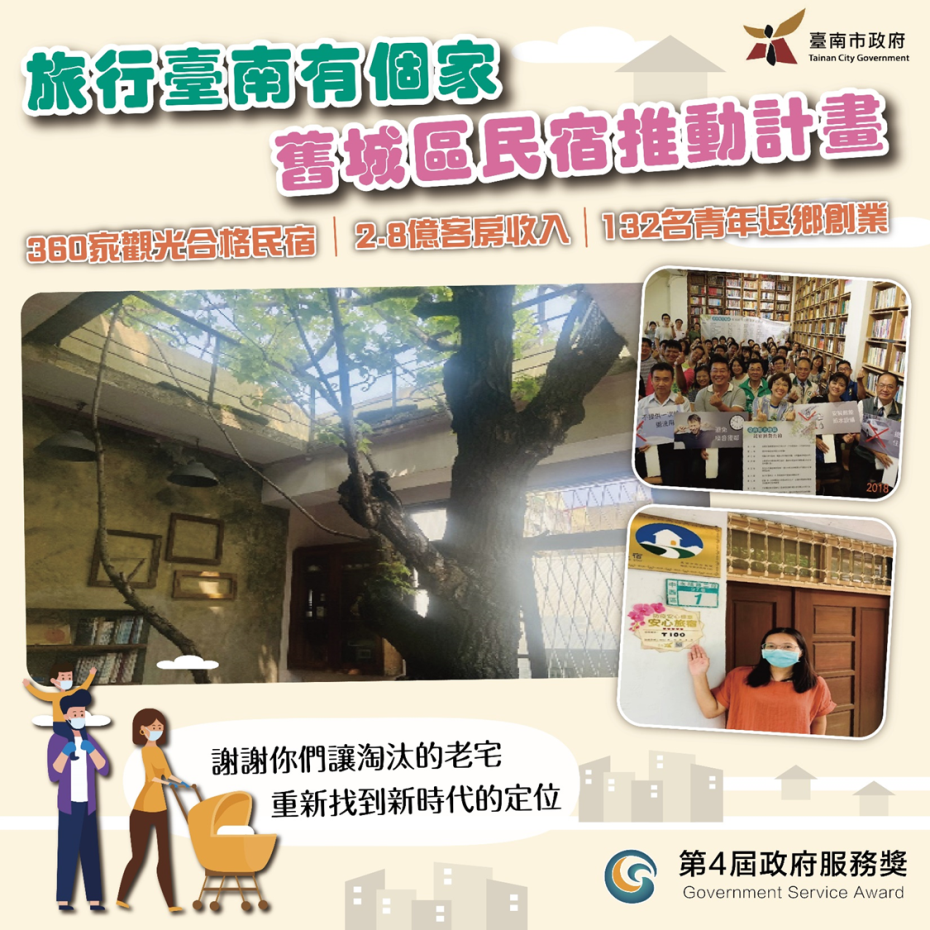 臺南市政府
Tainan City Government
旅行臺南有個家
舊城區民宿推動計畫
360家觀光合格民宿｜2.8億客房收入｜132名青年返鄉創業
2018
1
安心旅宿
T100
謝謝你們讓淘汰的老宅
重新找到新時代的定位
第4屆政府服務獎
Government Service Award